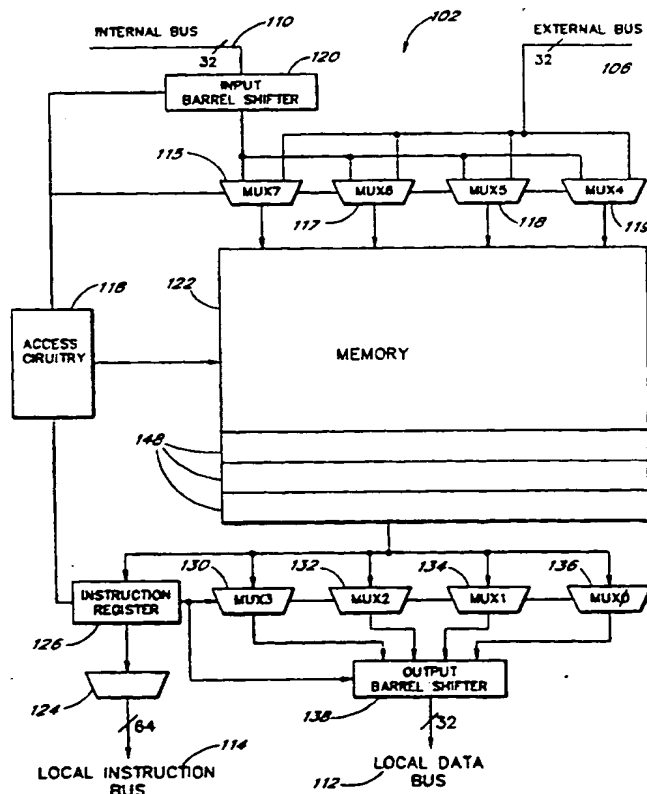 INTERNAL BUS
110
102
EXTERNAL BUS
32
120
32
106
INPUT
BARREL SHIFTER
115
MUX7
MUX6
MUX5
MUX4
117
118
119
116
122
ACCESS
CIRUITRY
MEMORY
148
130
132
134
136
INSTRUCTION
REGISTER
MUX3
MUX2
MUX1
MUX0
126
OUTPUT
BARREL SHIFTER
124
138
64
32
LOCAL INSTRUCTION
BUS
114
LOCAL DATA
BUS
112